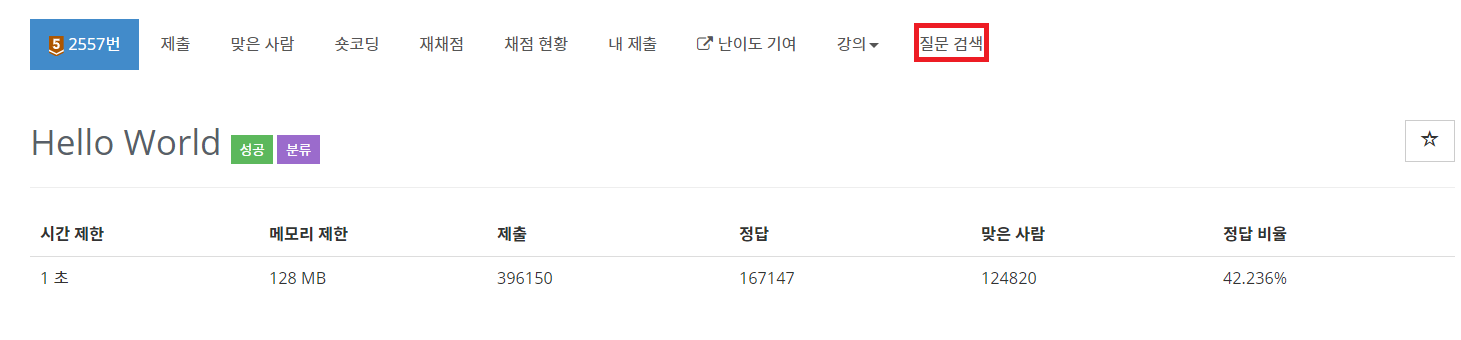 5 2557번 제출 맞은 사람 숏코딩 재채점 채점 현황 내 제출 난이도 기여 강의 질문 검색
Hello World 성공 분류
시간 제한 메모리 제한 제출 정답 맞은 사람 정답 비율
1 초 128 MB 396150 167147 124820 42.236%